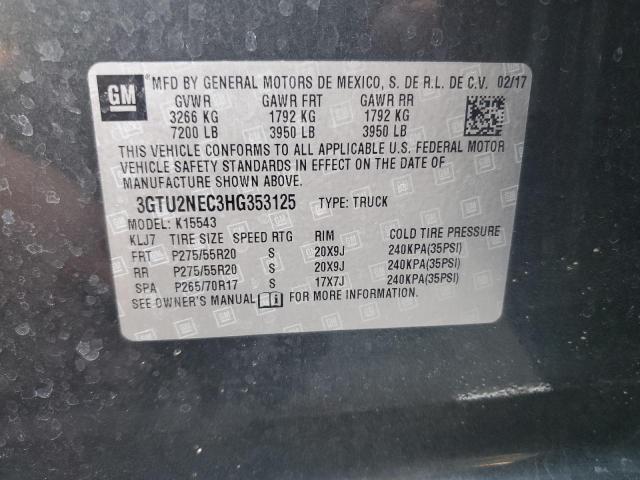 GM ® MFD BY GENERAL MOTORS DE MEXICO, S. DE R.L. DE C.V. 02/17
GVWR GAWR FRT GAWR RR
3266 KG 1792 KG 1792 KG
7200 LB 3950 LB 3950 LB
THIS VEHICLE CONFORMS TO ALL APPLICABLE U.S. FEDERAL MOTOR
VEHICLE SAFETY STANDARDS IN EFFECT ON THE DATE OF
MANUFACTURE SHOWN ABOVE.
3GTU2NEC3HG353125 TYPE: TRUCK
MODEL: K15543
KLJ7 TIRE SIZE SPEED RTG RIM COLD TIRE PRESSURE
FRT P275/55R20 S 20X9J 240KPA(35PSI)
RR P275/55R20 S 20X9J 240KPA(35PSI)
SPA P265/70R17 S 17X7J 240KPA(35PSI)
SEE OWNER'S MANUAL FOR MORE INFORMATION.